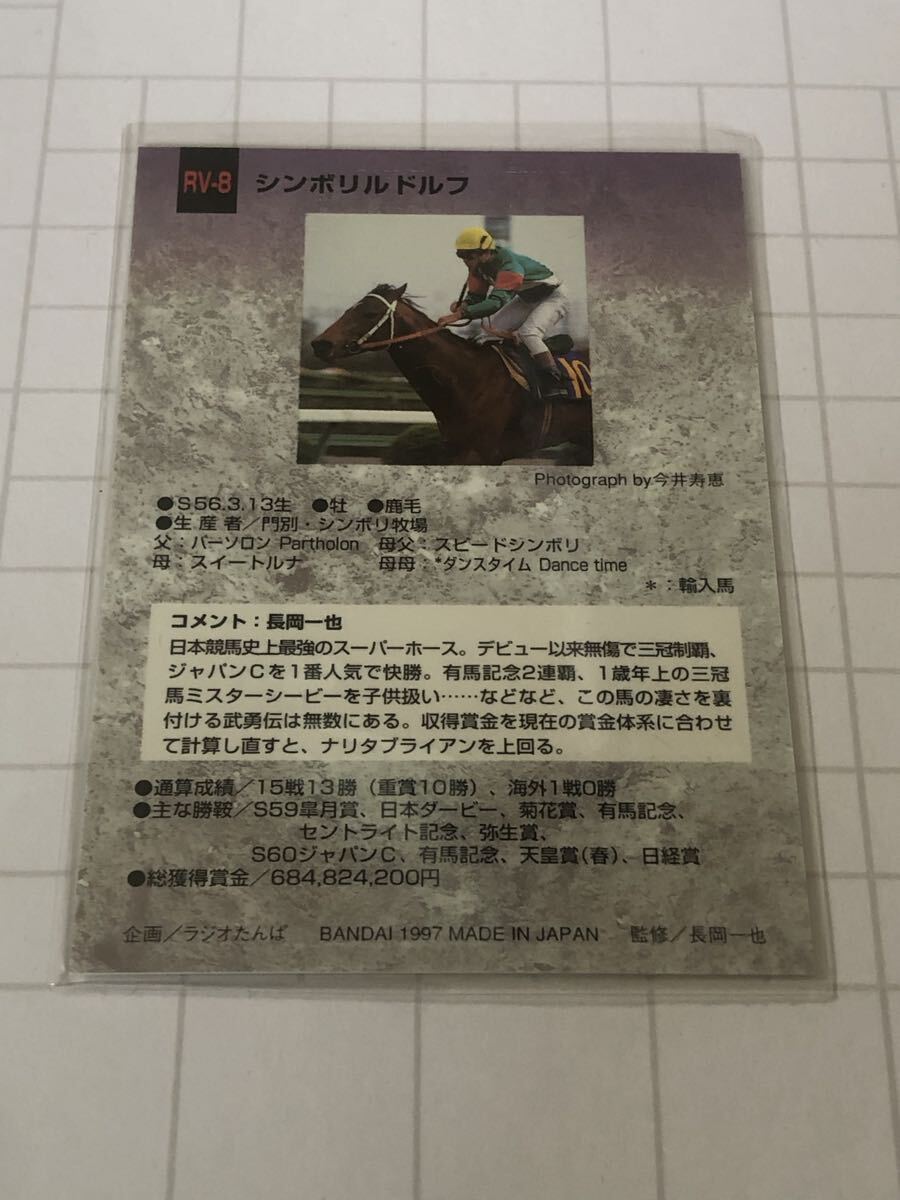 RV-8 シンボリルドルフ
10
Photograph by今井寿恵
●S56.3.13生 ●牡 ●鹿毛
●生産者／門別・シンボリ牧場
父：パーソロン Partholon 母父：スピードシンボリ
母：スイートルナ 母母：*ダンスタイム Dance time
＊：輸入馬
コメント：長岡一也
日本競馬史上最強のスーパーホース。デビュー以来無傷で三冠制覇、
ジャパンCを1番人気で快勝。有馬記念2連覇、1歳年上の三冠
馬ミスターシービーを子供扱い……などなど、この馬の凄さを裏
付ける武勇伝は無数にある。収得賞金を現在の賞金体系に合わせ
て計算し直すと、ナリタブライアンを上回る。
●通算成績／15戦13勝（重賞10勝）、海外1戦0勝
●主な勝鞍／S59皐月賞、日本ダービー、菊花賞、有馬記念、
セントライト記念、弥生賞、
S60ジャパンC、有馬記念、天皇賞（春）、日経賞
●総獲得賞金／684,824,200円
企画／ラジオたんぱ BANDAI 1997 MADE IN JAPAN 監修／長岡一也